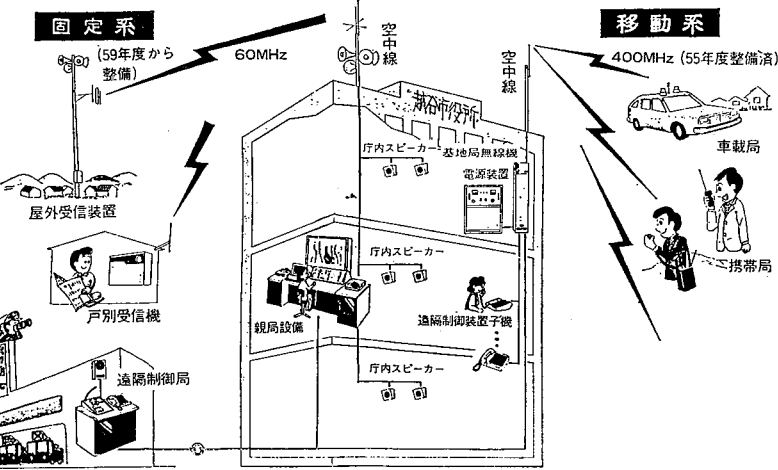 固定系
(59年度から
整備)
60MHz
空中線
空中線
移動系
400MHz (55年度整備済)
越谷市役所
車載局
庁内スピーカー
基地局無線機
電源装置
屋外受信装置
携帯局
庁内スピーカー
戸別受信機
親局設備
遠隔制御装置子機
庁内スピーカー
遠隔制御局